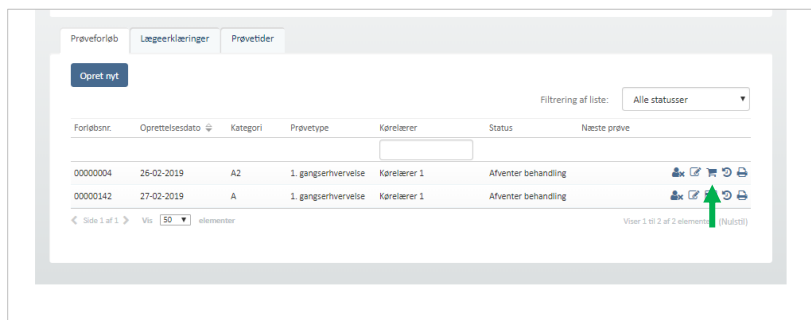 Prøveforløb Lægeerklæringer Prøvetider
Opret nyt
Filtrering af liste: Alle statusser
Forløbsnr. Oprettelsesdato Kategori Prøvetype Kørelærer Status Næste prøve
00000004 26-02-2019 A2 1. gangserhvervelse Kørelærer 1 Afventer behandling
00000142 27-02-2019 A 1. gangserhvervelse Kørelærer 1 Afventer behandling
Side 1 af 1 Vis 50 elementer Viser 1 til 2 af 2 elementer (Nulstil)